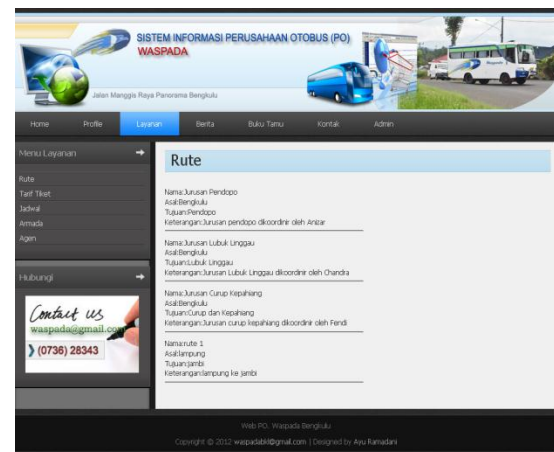 SISTEM INFORMASI PERUSAHAAN OTOBUS (PO)
WASPADA
Jalan Manggis Raya Panorama Bengkulu
Home Profile Layanan Berita Buku Tamu Kontak Admin
Menu Layanan
Rute
Tarif Tiket
Jadwal
Armada
Agen
Hubungi
Contact us
waspada@gmail.com
(0736) 28343
Rute
Nama:Jurusan Pendopo
Asal:Bengkulu
Tujuan:Pendopo
Keterangan:Jurusan pendopo dikoordinir oleh Anizar
Nama:Jurusan Lubuk Linggau
Asal:Bengkulu
Tujuan:Lubuk Linggau
Keterangan:Jurusan Lubuk Linggau dikoordinir oleh Chandra
Nama:Jurusan Curup Kepahiang
Asal:Bengkulu
Tujuan:Curup dan Kepahiang
Keterangan:Jurusan curup kepahiang dikoordinir oleh Fendi
Nama:rute 1
Asal:lampung
Tujuan:jambi
Keterangan:lampung ke jambi
Web PO. Waspada Bengkulu
Copyright © 2012 waspadabkl@gmail.com | Designed by Ayu Ramadani